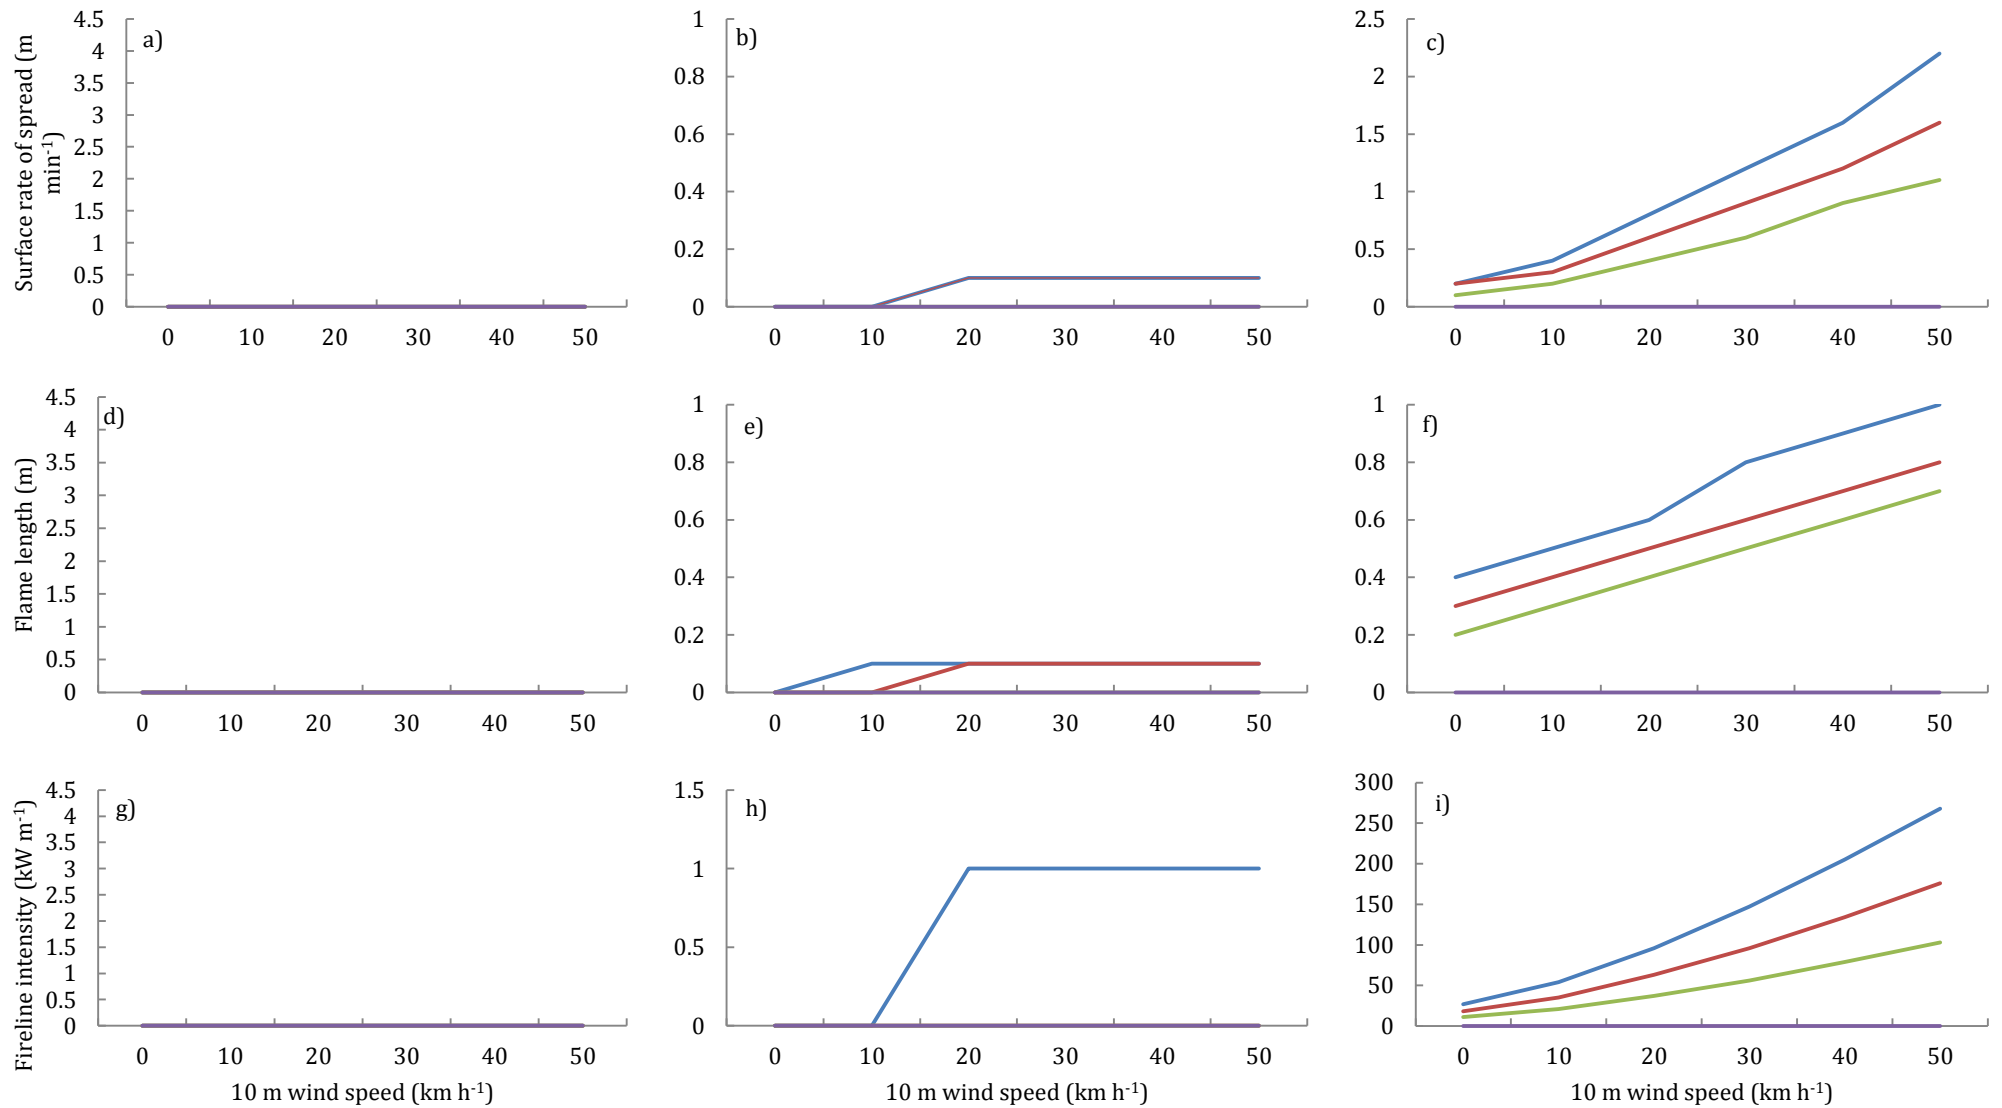 Surface rate of spread (m
min-1)
a)
4.5
4
3.5
3
2.5
2
1.5
1
0.5
0
0 10 20 30 40 50
b)
1
0.8
0.6
0.4
0.2
0
0 10 20 30 40 50
c)
2.5
2
1.5
1
0.5
0
0 10 20 30 40 50
Flame length (m)
d)
4.5
4
3.5
3
2.5
2
1.5
1
0.5
0
0 10 20 30 40 50
e)
1
0.8
0.6
0.4
0.2
0
0 10 20 30 40 50
f)
1
0.8
0.6
0.4
0.2
0
0 10 20 30 40 50
Fireline intensity (kW m-1)
g)
4.5
4
3.5
3
2.5
2
1.5
1
0.5
0
0 10 20 30 40 50
10 m wind speed (km h-1)
h)
1.5
1
0.5
0
0 10 20 30 40 50
10 m wind speed (km h-1)
i)
300
250
200
150
100
50
0
0 10 20 30 40 50
10 m wind speed (km h-1)